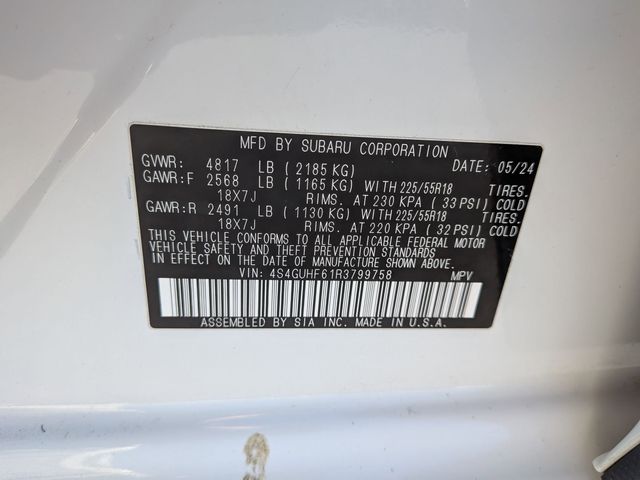 MFD BY SUBARU CORPORATION
GVWR: 4817 LB (2185 KG) DATE: 05/24
GAWR:F 2568 LB (1165 KG) WITH 225/55R18 TIRES.
18X7J RIMS. AT 230 KPA (33 PSI) COLD
GAWR:R 2491 LB (1130 KG) WITH 225/55R18 TIRES.
18X7J RIMS. AT 220 KPA (32 PSI) COLD
THIS VEHICLE CONFORMS TO ALL APPLICABLE FEDERAL MOTOR
VEHICLE SAFETY AND THEFT PREVENTION STANDARDS
IN EFFECT ON THE DATE OF MANUFACTURE SHOWN ABOVE.
VIN: 4S4GUHF61R3799758 MPV
ASSEMBLED BY SIA INC. MADE IN U.S.A.